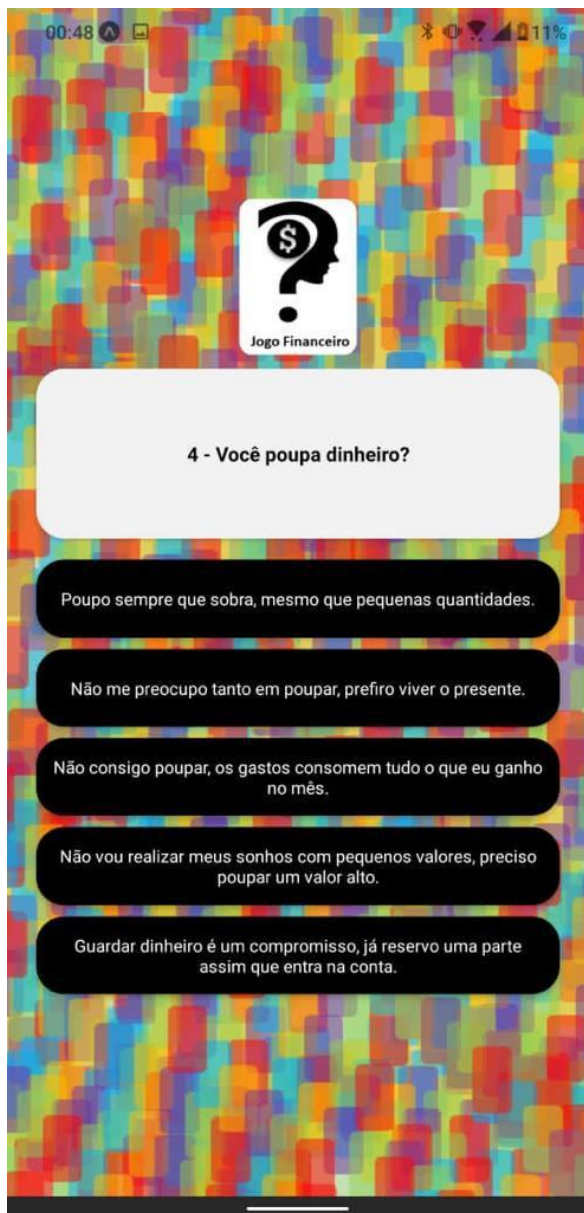 00:48
11%
$
Jogo Financeiro
4 - Você poupa dinheiro?
Poupo sempre que sobra, mesmo que pequenas quantidades.
Não me preocupo tanto em poupar, prefiro viver o presente.
Não consigo poupar, os gastos consomem tudo o que eu ganho
no mês.
Não vou realizar meus sonhos com pequenos valores, preciso
poupar um valor alto.
Guardar dinheiro é um compromisso, já reservo uma parte
assim que entra na conta.